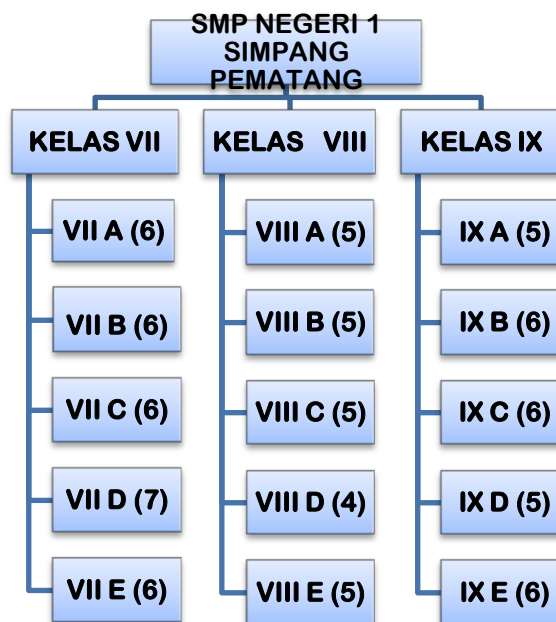 SMP NEGERI 1
SIMPANG
PEMATANG
KELAS VII
KELAS VIII
KELAS IX
VII A (6)
VIII A (5)
IX A (5)
VII B (6)
VIII B (5)
IX B (6)
VII C (6)
VIII C (5)
IX C (6)
VII D (7)
VIII D (4)
IX D (5)
VII E (6)
VIII E (5)
IX E (6)